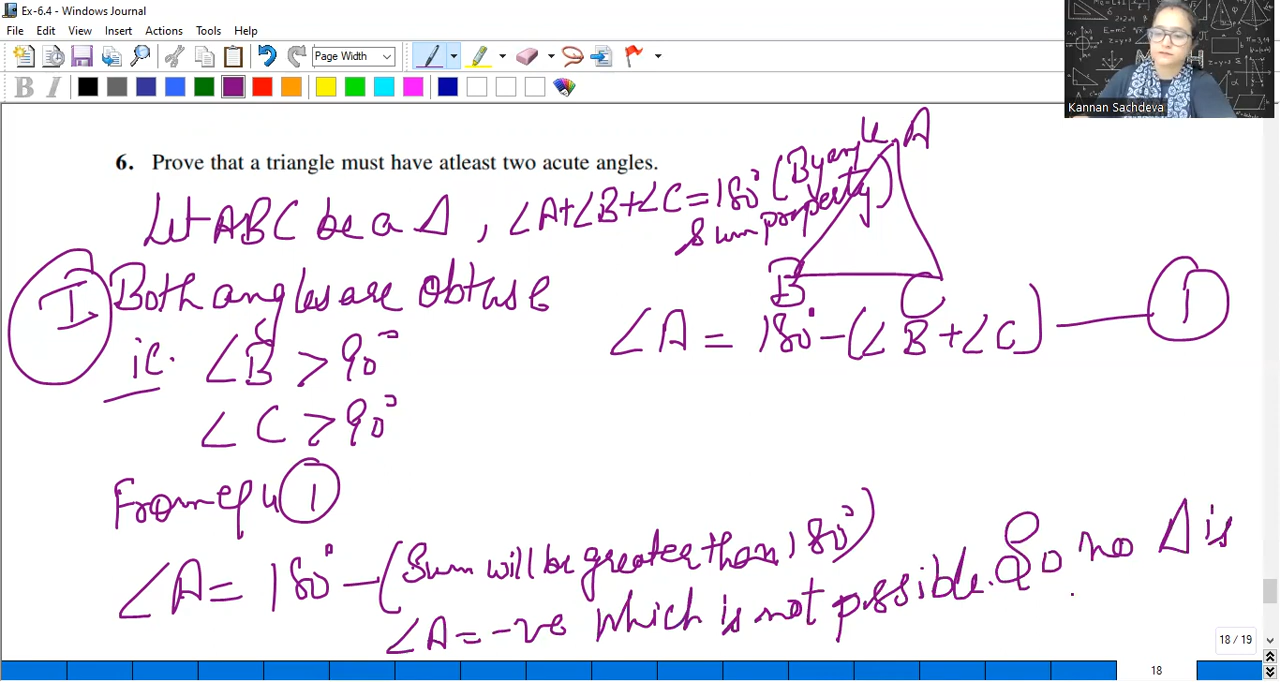 Ex-6.4 - Windows Journal
File Edit View Insert Actions Tools Help
Page Width
Kannan Sachdeva
6. Prove that a triangle must have atleast two acute angles.
Let ABC be a Δ, ∠A+∠B+∠C=180° (By angle
Sum property)
A
B C
I Both angles are obtuse
∠A = 180°-(∠B+∠C) — 1
ie. ∠B > 90°
∠C > 90°
From equ 1
∠A = 180° - (Sum will be greater than 180°)
∠A = -ve which is not possible. So no Δ is
18 / 19
18